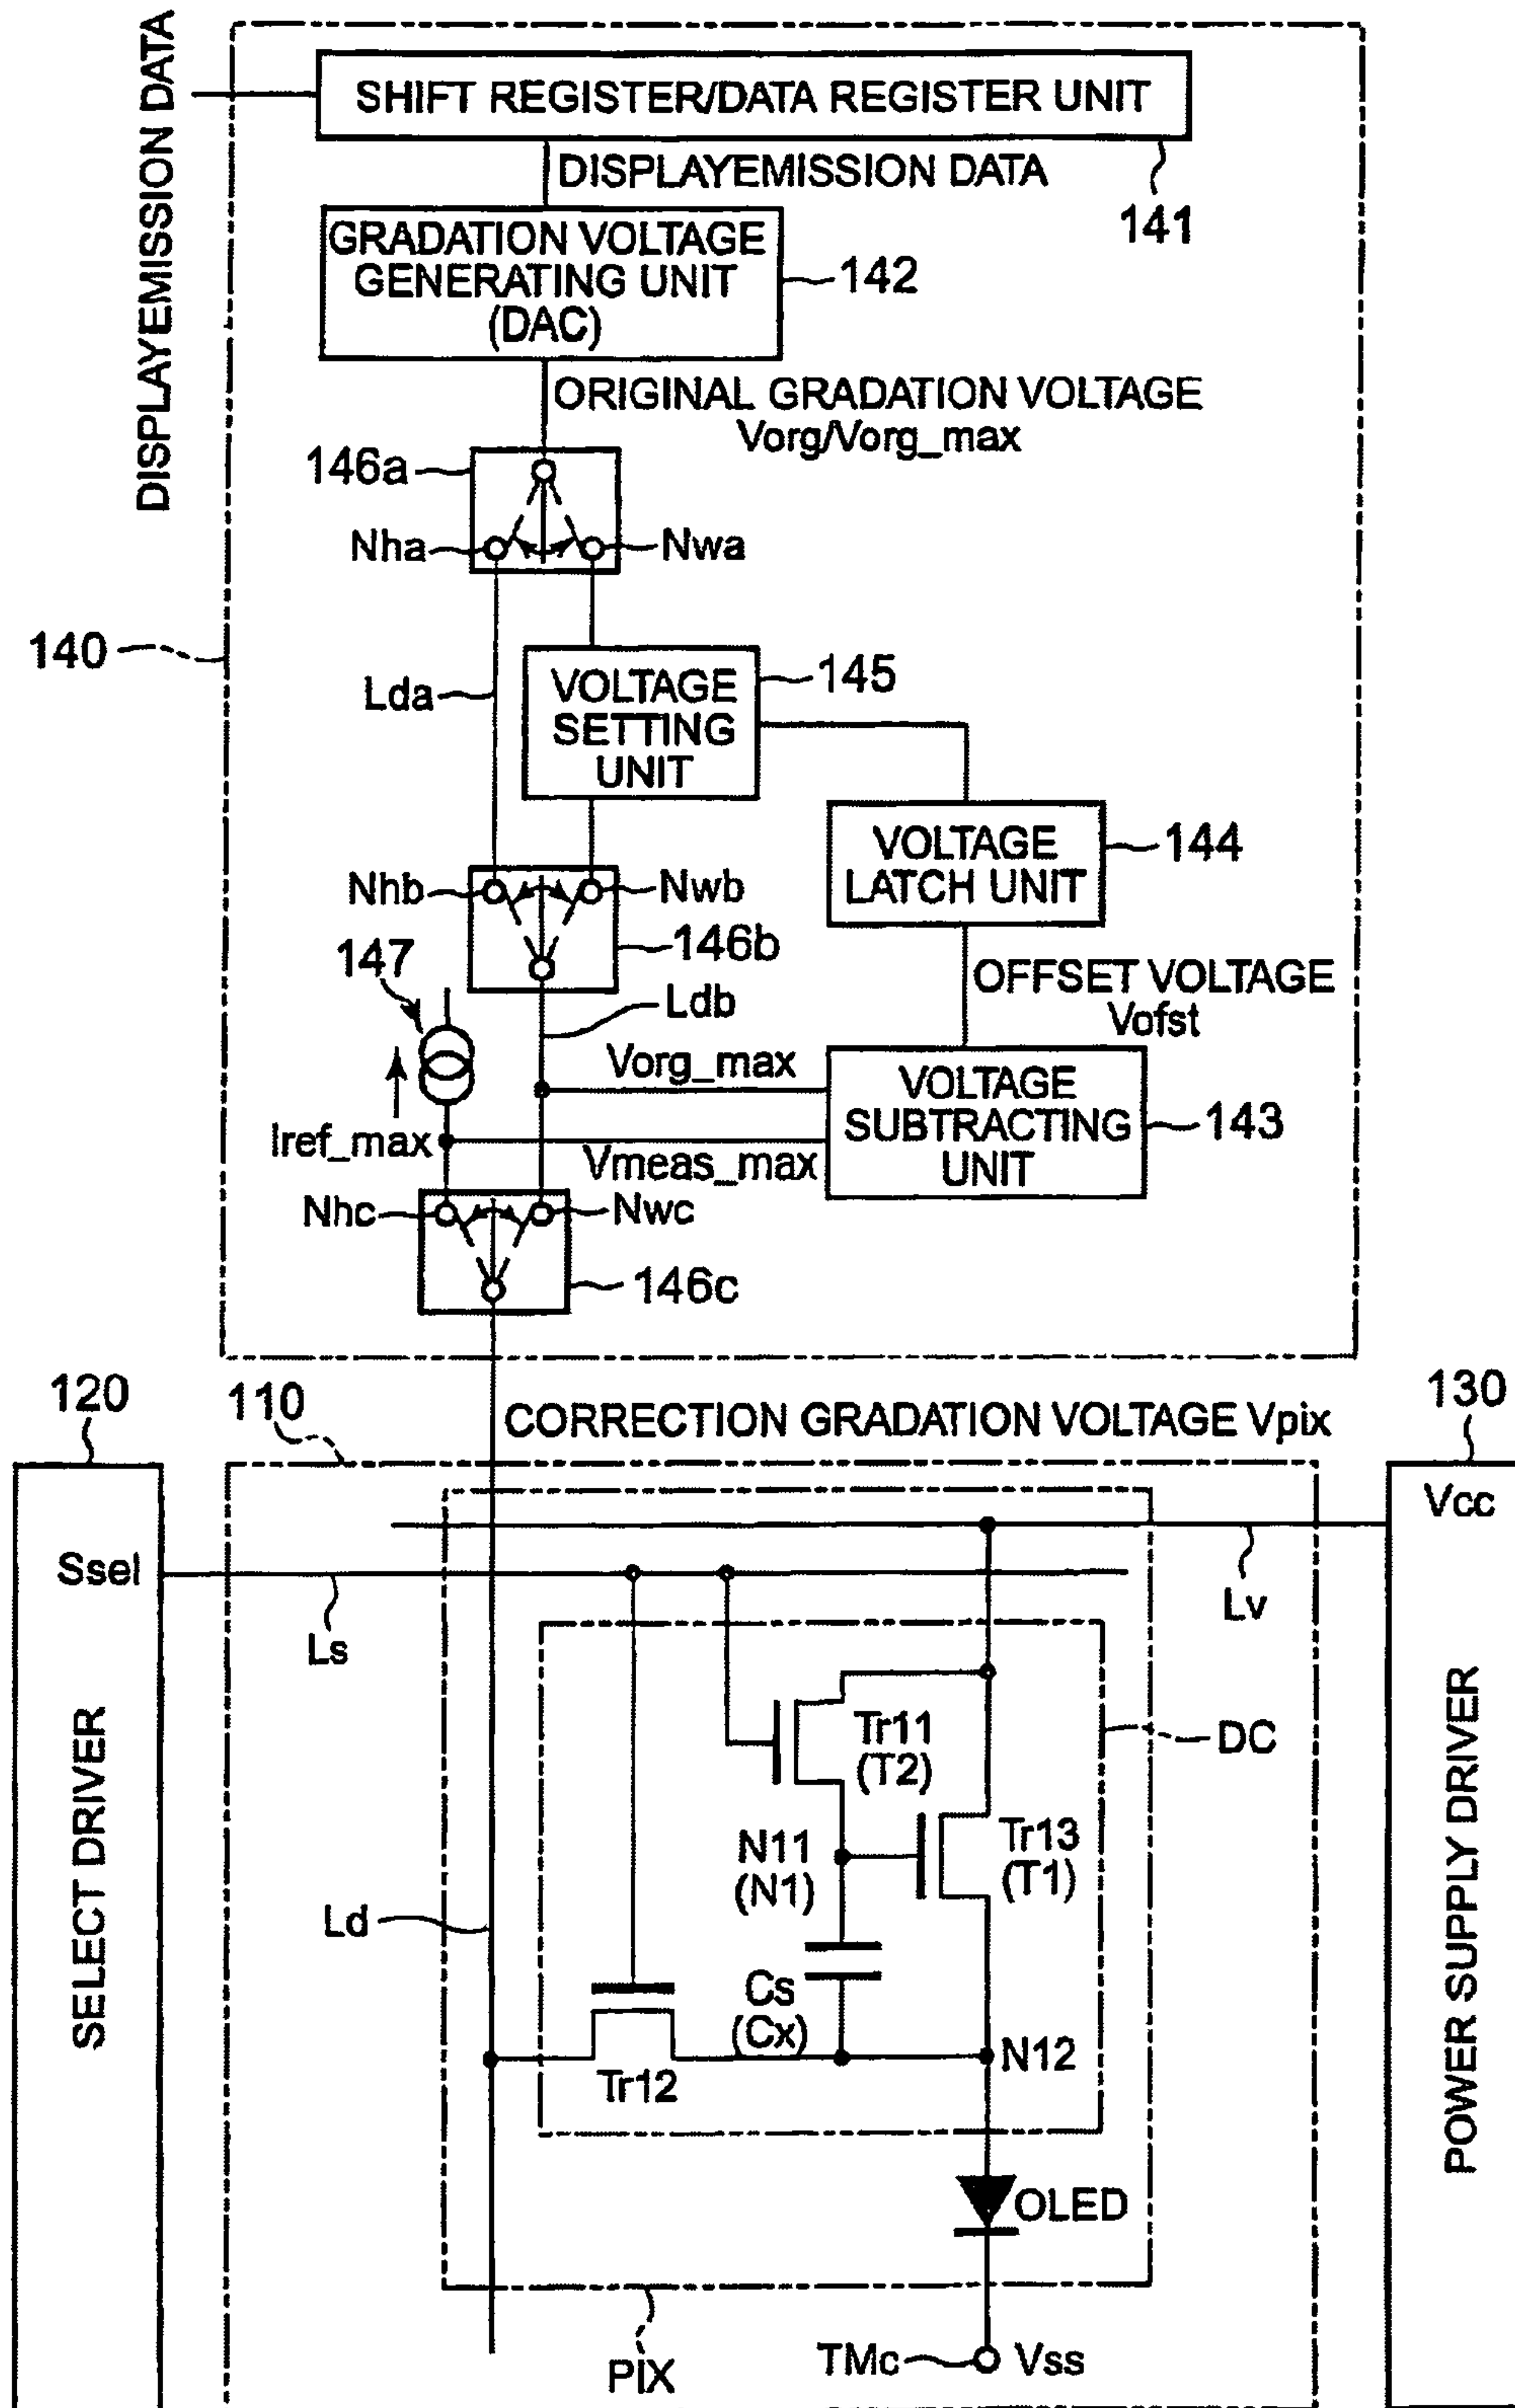 DISPLAYEMISSION DATA
SHIFT REGISTER/DATA REGISTER UNIT
141
DISPLAYEMISSION DATA
GRADATION VOLTAGE
GENERATING UNIT
(DAC)
142
ORIGINAL GRADATION VOLTAGE
Vorg/Vorg_max
146a
Nha
Nwa
140
Lda
VOLTAGE
SETTING
UNIT
145
VOLTAGE
LATCH UNIT
144
Nhb
Nwb
146b
147
Ldb
OFFSET VOLTAGE
Vofst
Vorg_max
Iref_max
Vmeas_max
VOLTAGE
SUBTRACTING
UNIT
143
Nhc
Nwc
146c
120
110
CORRECTION GRADATION VOLTAGE Vpix
130
Vcc
Ssel
Ls
Lv
SELECT DRIVER
POWER SUPPLY DRIVER
Tr11
(T2)
DC
N11
(N1)
Tr13
(T1)
Ld
Cs
(Cx)
Tr12
N12
OLED
PIX
TMc
Vss